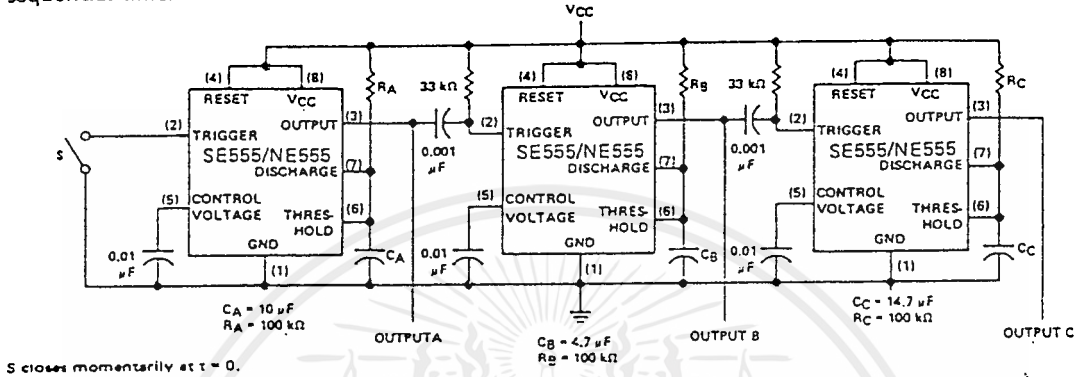 VCC
(4) (8) RA 33 kΩ (4) (8) RB 33 kΩ (4) (8) RC
RESET VCC RESET VCC RESET VCC
(3) (3) (3)
S (2) TRIGGER OUTPUT (2) TRIGGER OUTPUT (2) TRIGGER OUTPUT
SE555/NE555 0.001 μF SE555/NE555 0.001 μF SE555/NE555
DISCHARGE (7) DISCHARGE (7) DISCHARGE (7)
(5) CONTROL VOLTAGE (6) (5) CONTROL VOLTAGE (6) (5) CONTROL VOLTAGE (6)
THRES-HOLD THRES-HOLD THRES-HOLD
0.01 μF GND CA 0.01 μF GND CB 0.01 μF GND CC
(1) (1) (1)
CA = 10 μF
RA = 100 kΩ
OUTPUT A
CB = 4.7 μF
RB = 100 kΩ
OUTPUT B
CC = 14.7 μF
RC = 100 kΩ
OUTPUT C
S closes momentarily at t = 0.